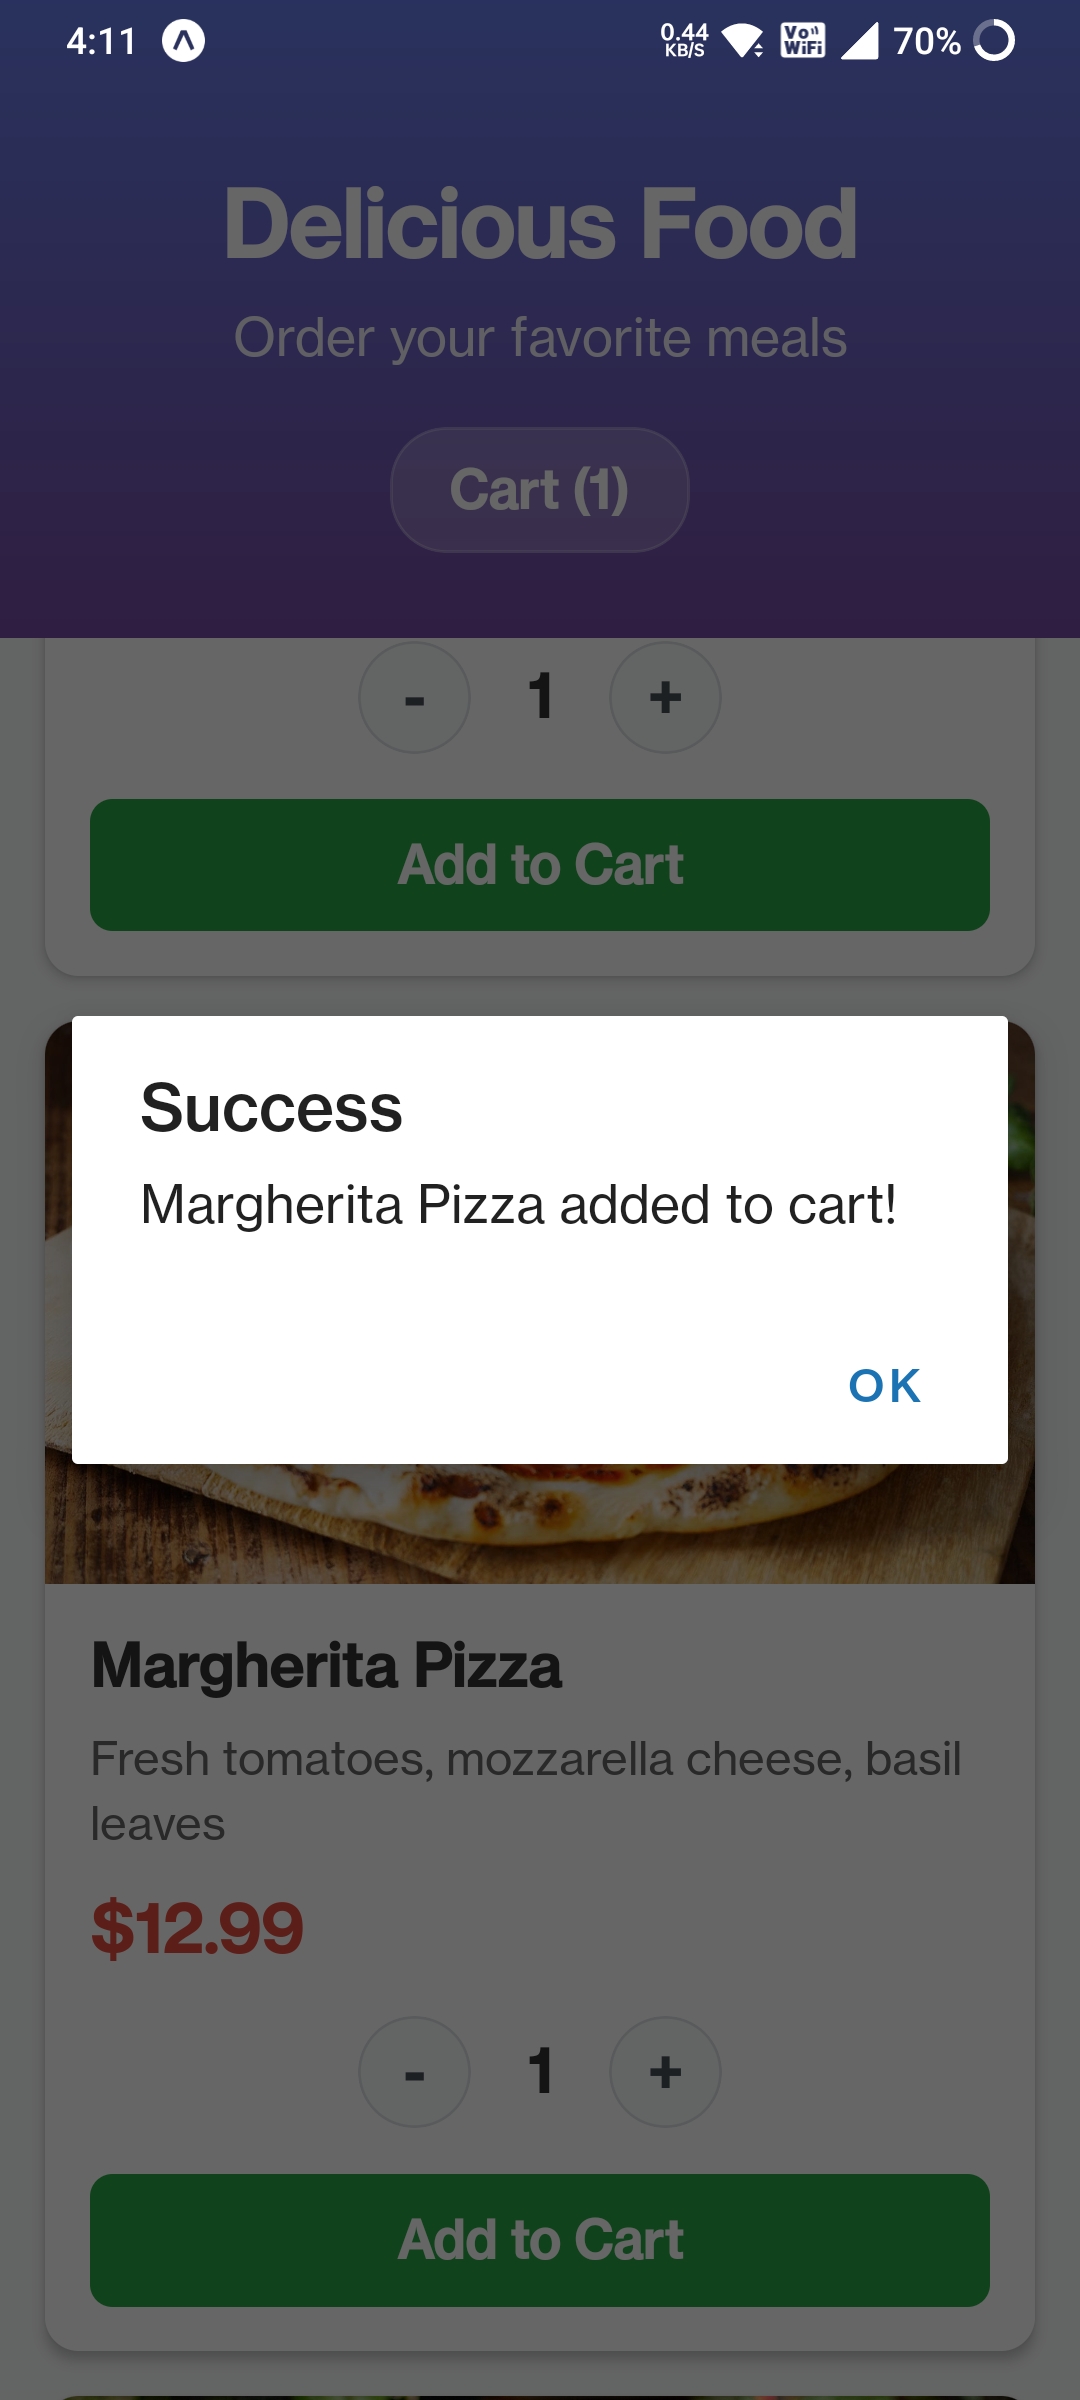 4:11
0.44
KB/S
Vo
WiFi
70%
Delicious Food
Order your favorite meals
Cart (1)
- 1 +
Add to Cart
Success
Margherita Pizza added to cart!
OK
Margherita Pizza
Fresh tomatoes, mozzarella cheese, basil
leaves
$12.99
- 1 +
Add to Cart